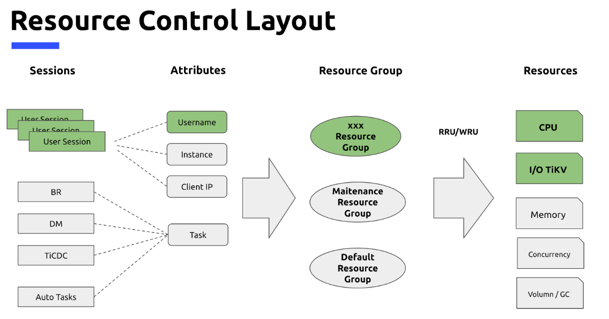 Resource Control Layout
Sessions
Attributes
Resource Group
Resources
User Session
User Session
User Session
BR
DM
TiCDC
Auto Tasks
Username
Instance
Client IP
Task
xxx
Resource
Group
Maitenance
Resource
Group
Default
Resource
Group
RRU/WRU
CPU
I/O TiKV
Memory
Concurrency
Volumn / GC